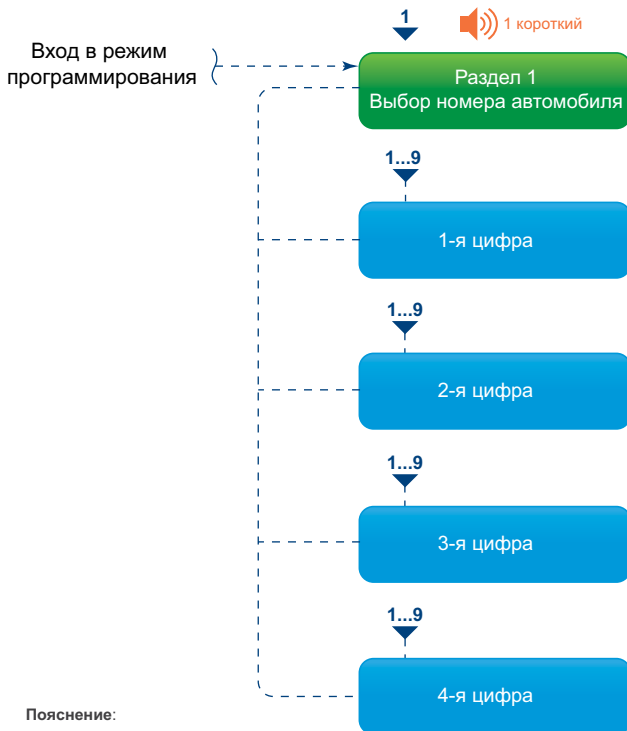 1
1 короткий
Вход в режим
программирования
Раздел 1
Выбор номера автомобиля
1...9
1-я цифра
1...9
2-я цифра
1...9
3-я цифра
1...9
4-я цифра
Пояснение: